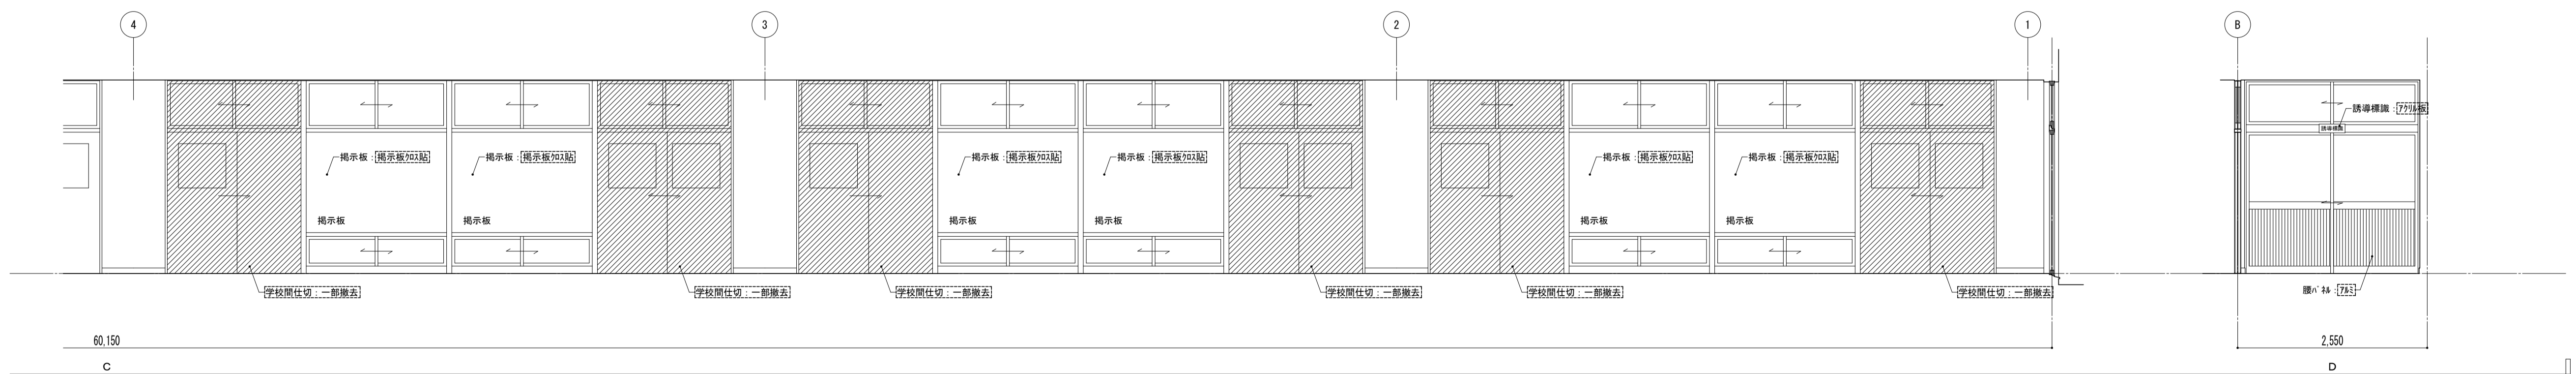 4
3
2
1
B
誘導標識：ｱｸﾘﾙ板
誘導標識
掲示板：掲示板ｸﾛｽ貼
掲示板：掲示板ｸﾛｽ貼
掲示板：掲示板ｸﾛｽ貼
掲示板：掲示板ｸﾛｽ貼
掲示板：掲示板ｸﾛｽ貼
掲示板：掲示板ｸﾛｽ貼
掲示板
掲示板
掲示板
掲示板
掲示板
掲示板
学校間仕切：一部撤去
学校間仕切：一部撤去
学校間仕切：一部撤去
学校間仕切：一部撤去
学校間仕切：一部撤去
学校間仕切：一部撤去
腰ﾊﾟﾈﾙ：ｱﾙﾐ
60,150
2,550
C
D